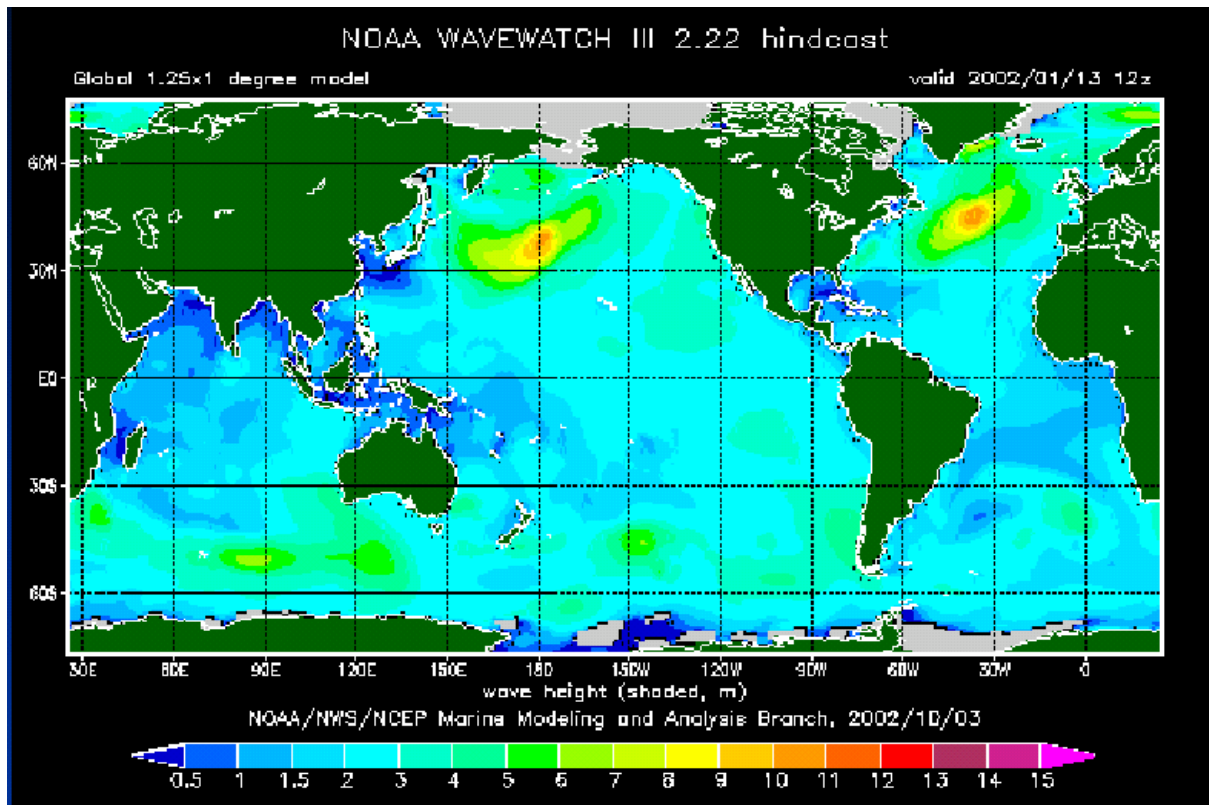 NOAA WAVEWATCH III 2.22 hindcast
Global 1.25x1 degree model valid 2002/01/13 12z
60N
30N
EQ
30S
60S
30E 60E 90E 120E 150E 180 150W 120W 90W 60W 30W 0
wave height (shaded, m)
NOAA/NWS/NCEP Marine Modeling and Analysis Branch, 2002/10/03
0.5 1 1.5 2 3 4 5 6 7 8 9 10 11 12 13 14 15